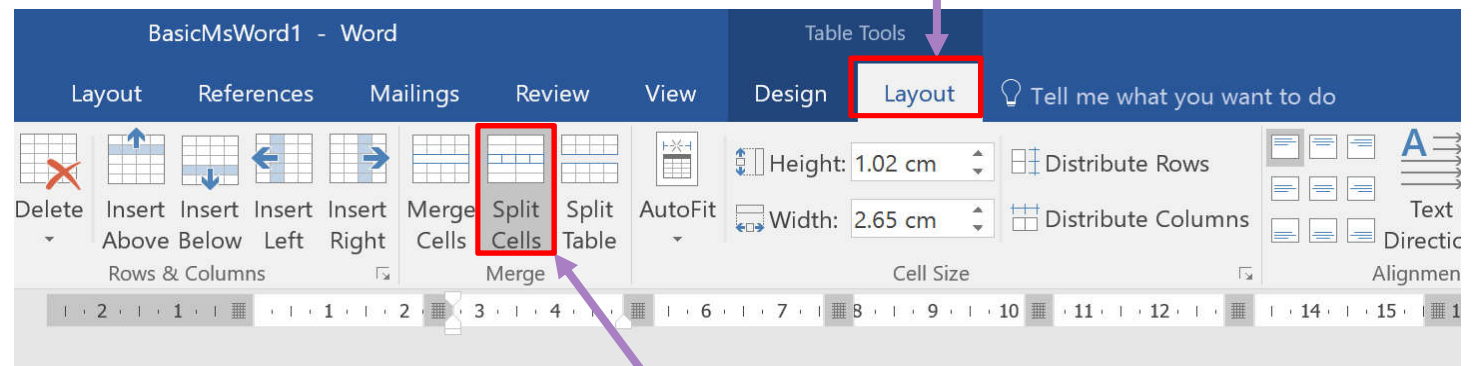 BasicMsWord1 - Word
Table Tools
Layout References Mailings Review View Design Layout Tell me what you want to do
Height: 1.02 cm Distribute Rows
Delete Insert Insert Insert Insert Merge Split Split AutoFit Width: 2.65 cm Distribute Columns Text
Above Below Left Right Cells Cells Table Directic
Rows & Columns Merge Cell Size Alignmen
2 1 1 2 3 4 6 7 8 9 10 11 12 14 15 1